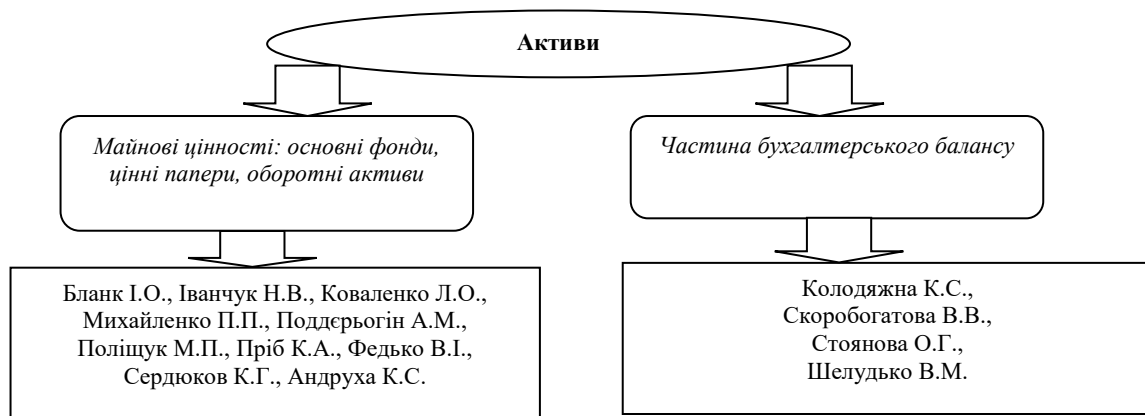 Активи
Майнові цінності: основні фонди,
цінні папери, оборотні активи
Частина бухгалтерського балансу
Бланк І.О., Іванчук Н.В., Коваленко Л.О.,
Михайленко П.П., Поддєрьогін А.М.,
Поліщук М.П., Пріб К.А., Федько В.І.,
Сердюков К.Г., Андруха К.С.
Колодяжна К.С.,
Скоробогатова В.В.,
Стоянова О.Г.,
Шелудько В.М.